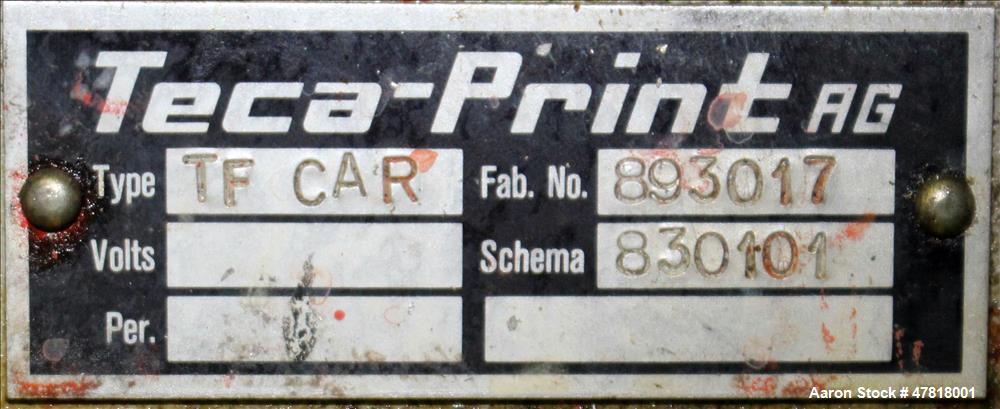 Teca-Print AG
Type TF CAR Fab. No. 893017
Volts Schema 830101
Per.
Aaron Stock # 47818001